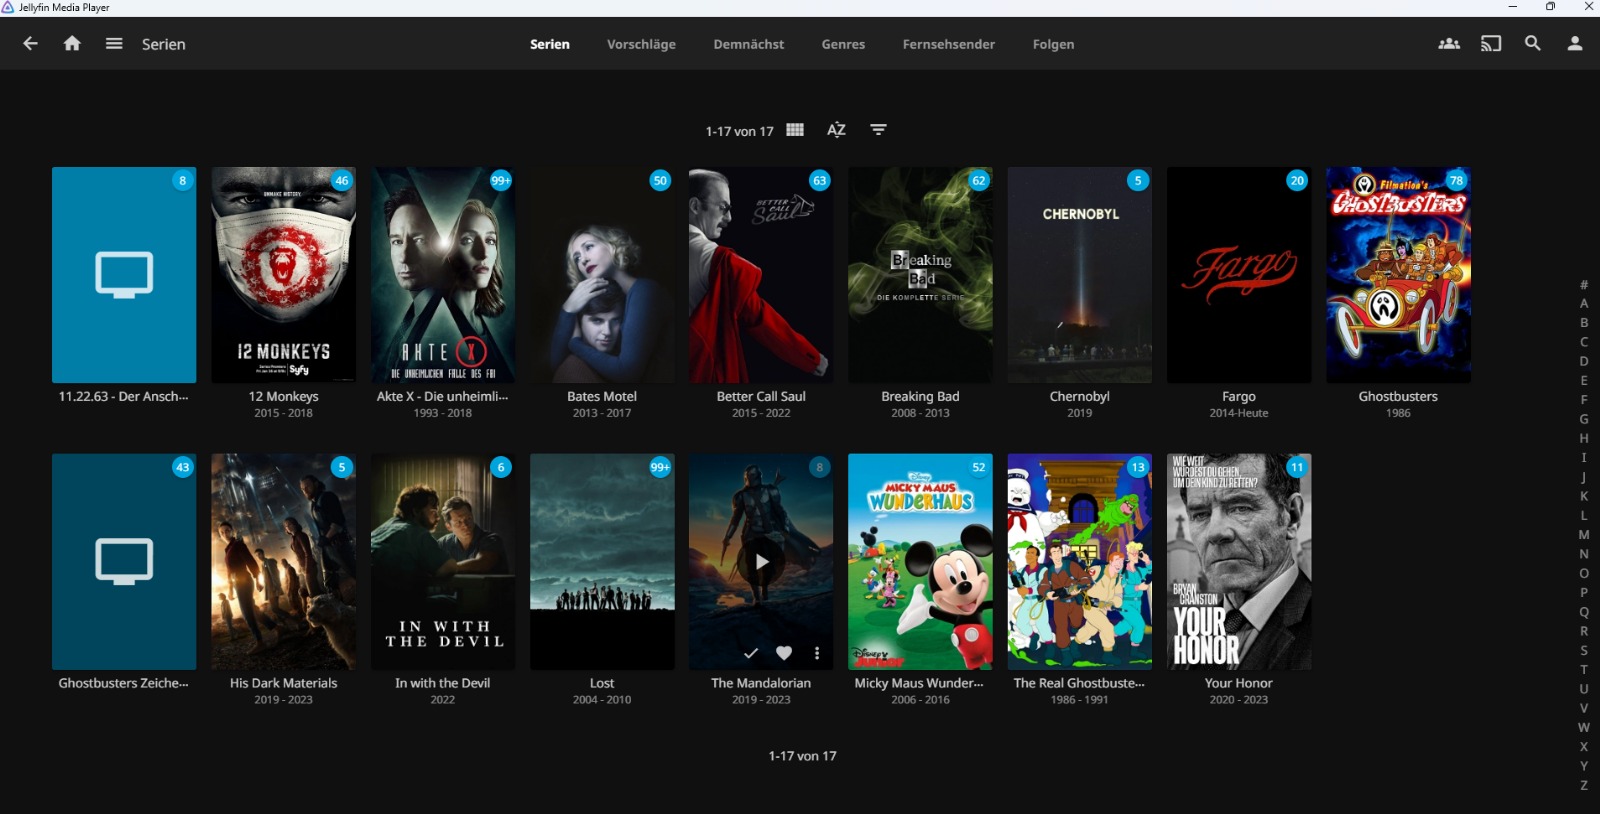 Jellyfin Media Player
Serien
Serien Vorschläge Demnächst Genres Fernsehsender Folgen
1-17 von 17 AZ
8 46 99+ 50 63 62 5 20 78
UNMAKE HISTORY.
12 MONKEYS
Syfy
AKTE X
DIE UNHEIMLICHEN FÄLLE DES FBI
BETTER CALL Saul
Breaking
Bad
DIE KOMPLETTE SERIE
CHERNOBYL
Fargo
Filmation's
GHOSTBUSTERS
11.22.63 - Der Ansch... 12 Monkeys Akte X - Die unheimli... Bates Motel Better Call Saul Breaking Bad Chernobyl Fargo Ghostbusters
2015 - 2018 1993 - 2018 2013 - 2017 2015 - 2022 2008 - 2013 2019 2014-Heute 1986
43 5 6 99+ 8 52 13 11
IN WITH
THE DEVIL
Disney
MICKY MAUS
WUNDERHAUS
Disney
JUNIOR
WIE WEIT
WÜRDEST DU GEHEN,
UM DEIN KIND ZU RETTEN?
BRYAN
CRANSTON
YOUR
HONOR
Ghostbusters Zeiche... His Dark Materials In with the Devil Lost The Mandalorian Micky Maus Wunder... The Real Ghostbuste... Your Honor
2019 - 2023 2022 2004 - 2010 2019 - 2023 2006 - 2016 1986 - 1991 2020 - 2023
1-17 von 17
#
A
B
C
D
E
F
G
H
I
J
K
L
M
N
O
P
Q
R
S
T
U
V
W
X
Y
Z